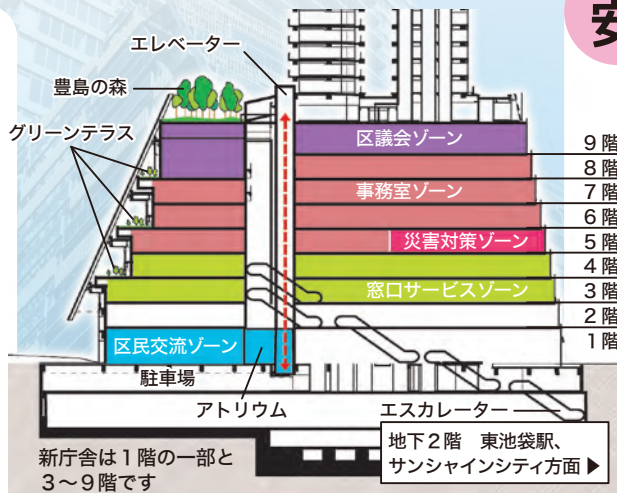 安
エレベーター
豊島の森
グリーンテラス
区議会ゾーン
事務室ゾーン
災害対策ゾーン
窓口サービスゾーン
9階
8階
7階
6階
5階
4階
3階
2階
1階
区民交流ゾーン
駐車場
アトリウム
エスカレーター
地下2階 東池袋駅、
サンシャインシティ方面▶
新庁舎は1階の一部と
3～9階です